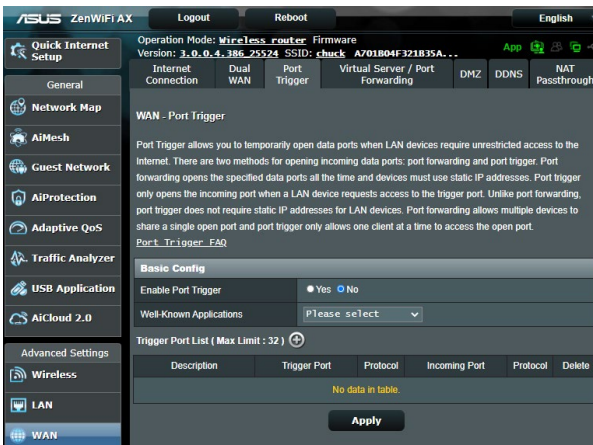 ASUS ZenWiFi AX
Logout
Reboot
English
Quick Internet
Setup
Operation Mode: Wireless router Firmware
Version: 3.0.0.4.386_25524 SSID: chuck A701B04F321B35A...
App
Internet
Connection
Dual
WAN
Port
Trigger
Virtual Server / Port
Forwarding
DMZ
DDNS
NAT
Passthrough
General
Network Map
AiMesh
Guest Network
AiProtection
Adaptive QoS
Traffic Analyzer
USB Application
AiCloud 2.0
Advanced Settings
Wireless
LAN
WAN
WAN - Port Trigger
Port Trigger allows you to temporarily open data ports when LAN devices require unrestricted access to the
Internet. There are two methods for opening incoming data ports: port forwarding and port trigger. Port
forwarding opens the specified data ports all the time and devices must use static IP addresses. Port trigger
only opens the incoming port when a LAN device requests access to the trigger port. Unlike port forwarding,
port trigger does not require static IP addresses for LAN devices. Port forwarding allows multiple devices to
share a single open port and port trigger only allows one client at a time to access the open port.
Port Trigger FAQ
Basic Config
Enable Port Trigger
Yes No
Well-Known Applications
Please select
Trigger Port List ( Max Limit : 32 )
Description Trigger Port Protocol Incoming Port Protocol Delete
No data in table.
Apply